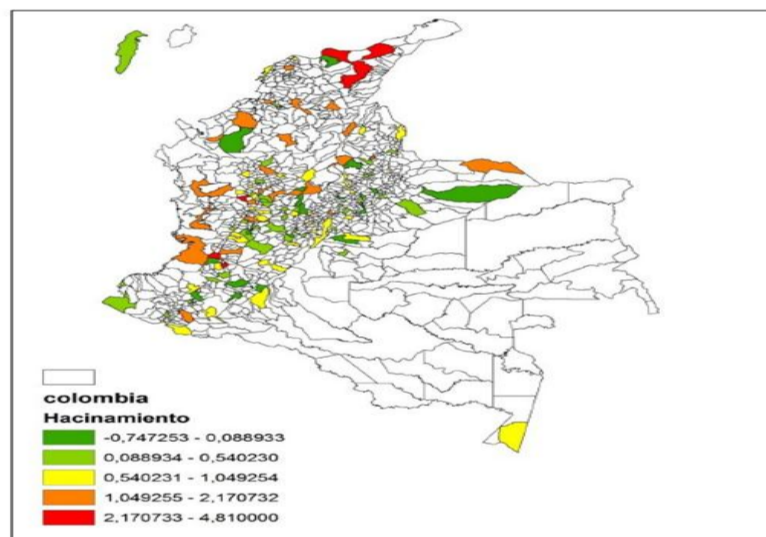 colombia
Hacinamiento
-0,747253 - 0,088933
0,088934 - 0,540230
0,540231 - 1,049254
1,049255 - 2,170732
2,170733 - 4,810000